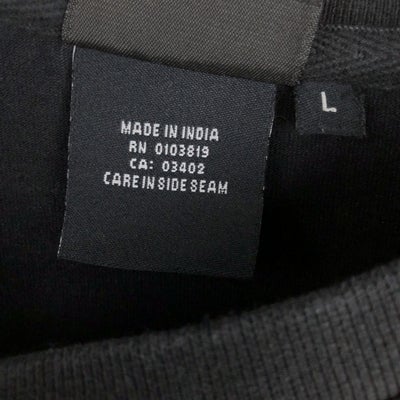 MADE IN INDIA
RN 0103819
CA: 03402
CARE IN SIDE SEAM
L